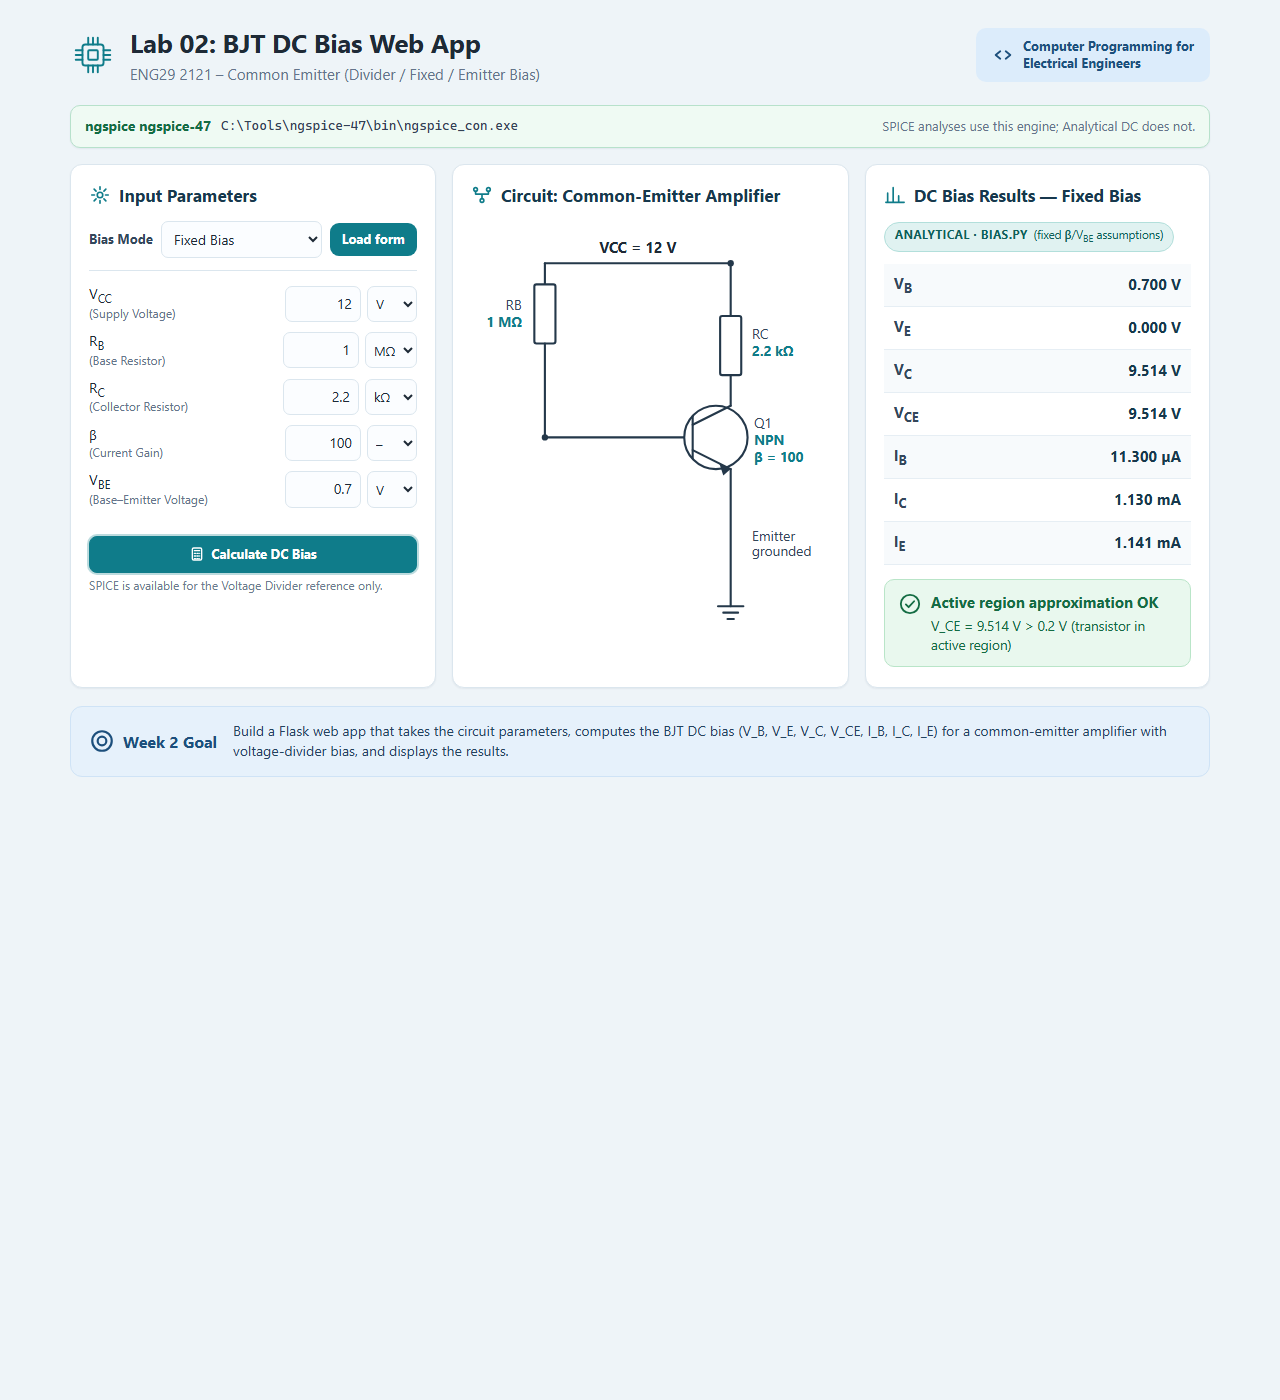 Lab 02: BJT DC Bias Web App
ENG29 2121 – Common Emitter (Divider / Fixed / Emitter Bias)
Computer Programming for
Electrical Engineers
ngspice ngspice-47 C:\Tools\ngspice-47\bin\ngspice_con.exe
SPICE analyses use this engine; Analytical DC does not.
Input Parameters
Bias Mode Fixed Bias Load form
VCC 12 V
(Supply Voltage)
RB 1 MΩ
(Base Resistor)
RC 2.2 kΩ
(Collector Resistor)
β 100 –
(Current Gain)
VBE 0.7 V
(Base–Emitter Voltage)
Calculate DC Bias
SPICE is available for the Voltage Divider reference only.
Circuit: Common-Emitter Amplifier
VCC = 12 V
RB
1 MΩ
RC
2.2 kΩ
Q1
NPN
β = 100
Emitter
grounded
DC Bias Results — Fixed Bias
ANALYTICAL · BIAS.PY (fixed β/VBE assumptions)
VB 0.700 V
VE 0.000 V
VC 9.514 V
VCE 9.514 V
IB 11.300 µA
IC 1.130 mA
IE 1.141 mA
Active region approximation OK
V_CE = 9.514 V > 0.2 V (transistor in
active region)
Week 2 Goal
Build a Flask web app that takes the circuit parameters, computes the BJT DC bias (V_B, V_E, V_C, V_CE, I_B, I_C, I_E) for a common-emitter amplifier with
voltage-divider bias, and displays the results.